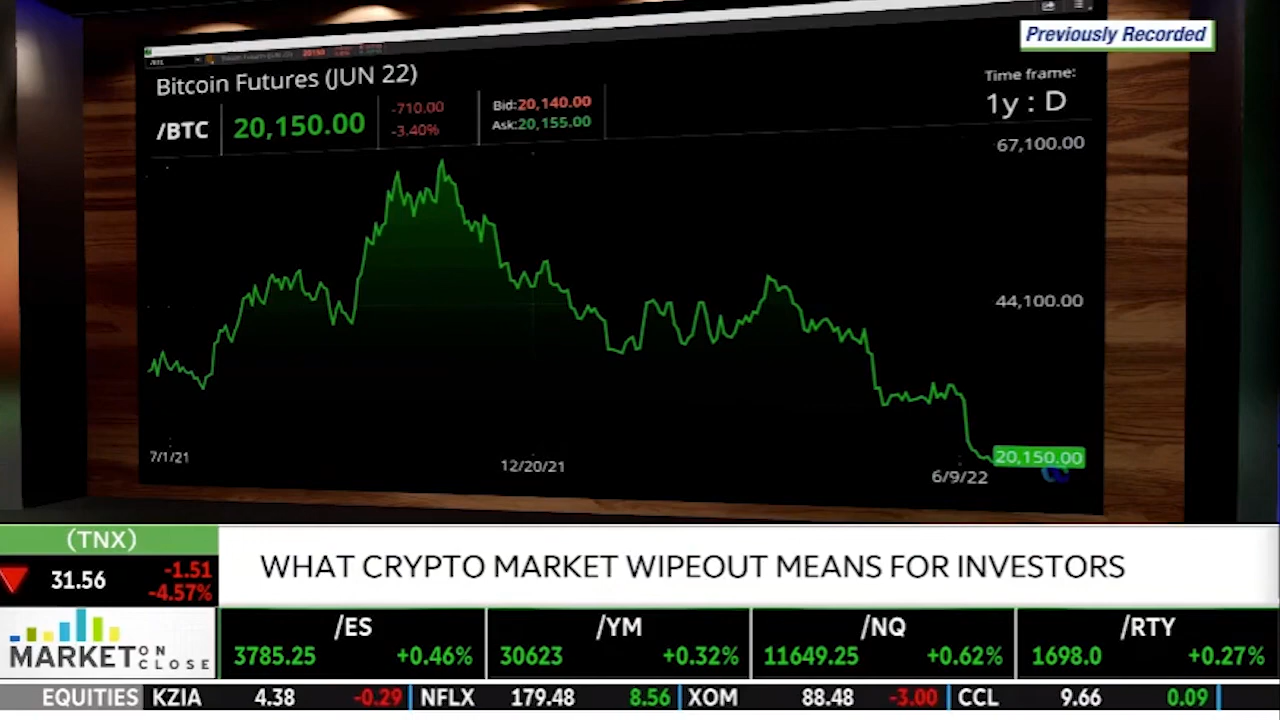 Previously Recorded
Bitcoin Futures (JUN 22)
Time frame:
1y : D
/BTC
20,150.00
-710.00
-3.40%
Bid:20,140.00
Ask:20,155.00
67,100.00
44,100.00
20,150.00
7/1/21
12/20/21
6/9/22
(TNX)
31.56
-1.51
-4.57%
WHAT CRYPTO MARKET WIPEOUT MEANS FOR INVESTORS
MARKET ON CLOSE
/ES
3785.25 +0.46%
/YM
30623 +0.32%
/NQ
11649.25 +0.62%
/RTY
1698.0 +0.27%
EQUITIES KZIA 4.38 -0.29 NFLX 179.48 8.56 XOM 88.48 -3.00 CCL 9.66 0.09